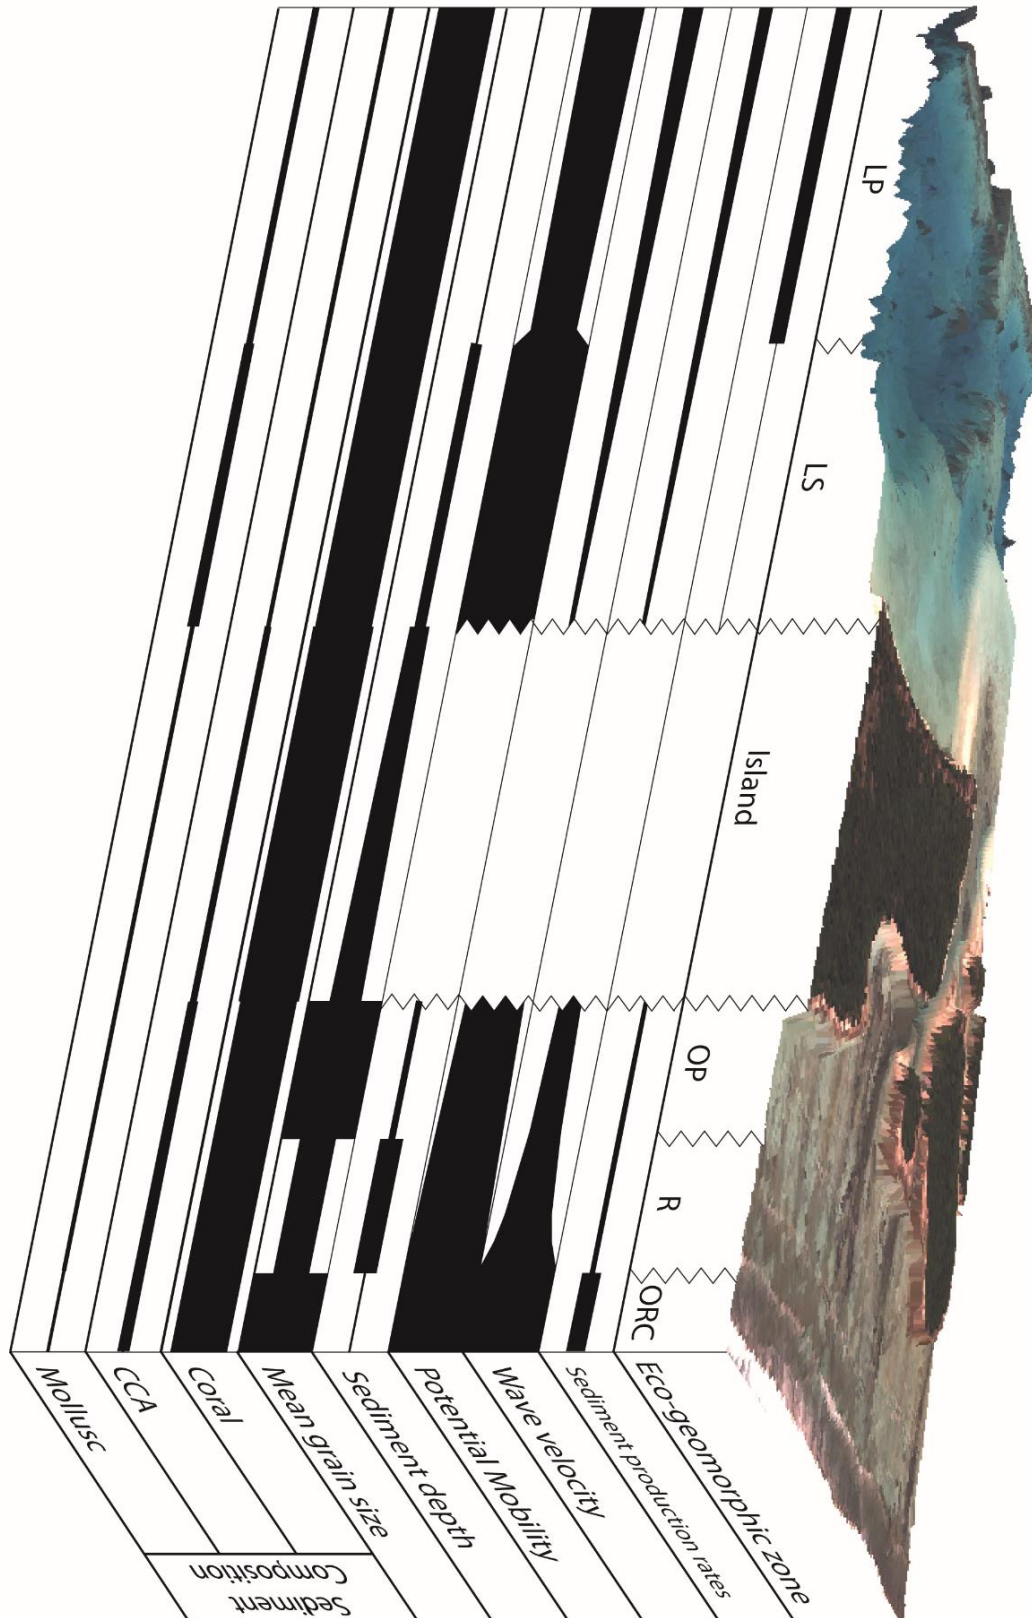 LP
LS
Island
OP
R
ORC
Eco-geomorphic zone
Sediment production rates
Wave velocity
Potential Mobility
Sediment depth
Mean grain size
Coral
CCA
Mollusc
Sediment
Composition